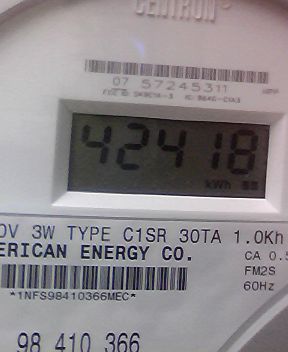 CENTRON
07 57245311
42418
kWh
0V 3W TYPE C1SR 30TA 1.0Kh
ERICAN ENERGY CO.
CA 0.5
FM2S
*1NFS98410366MEC*
60Hz
98 410 366